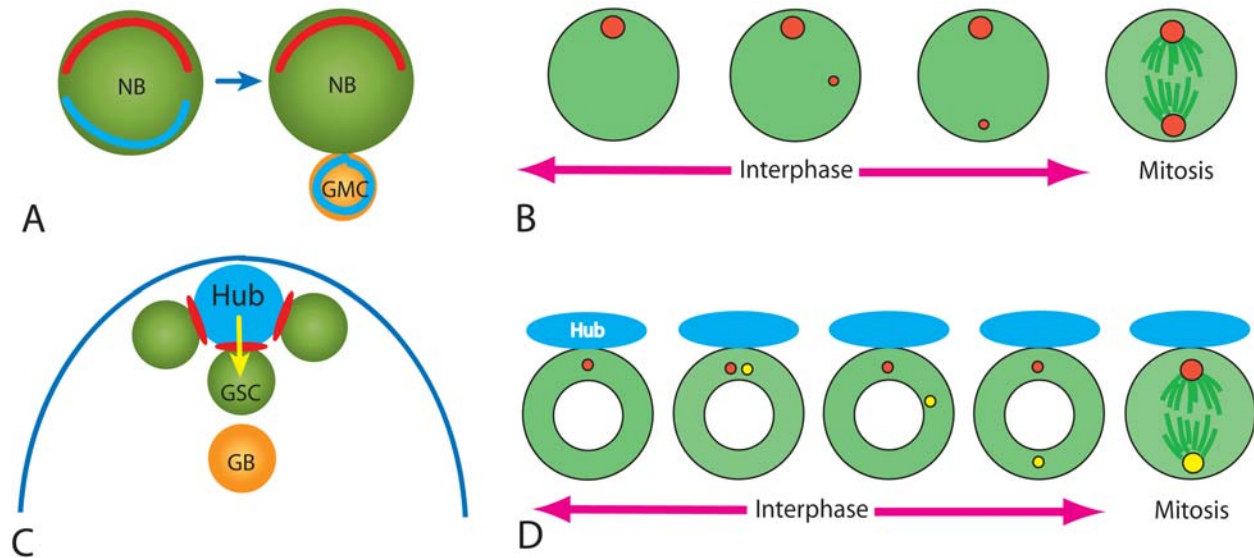 NB
NB
GMC
A
Interphase
Mitosis
B
Hub
GSC
GB
C
Hub
Interphase
Mitosis
D